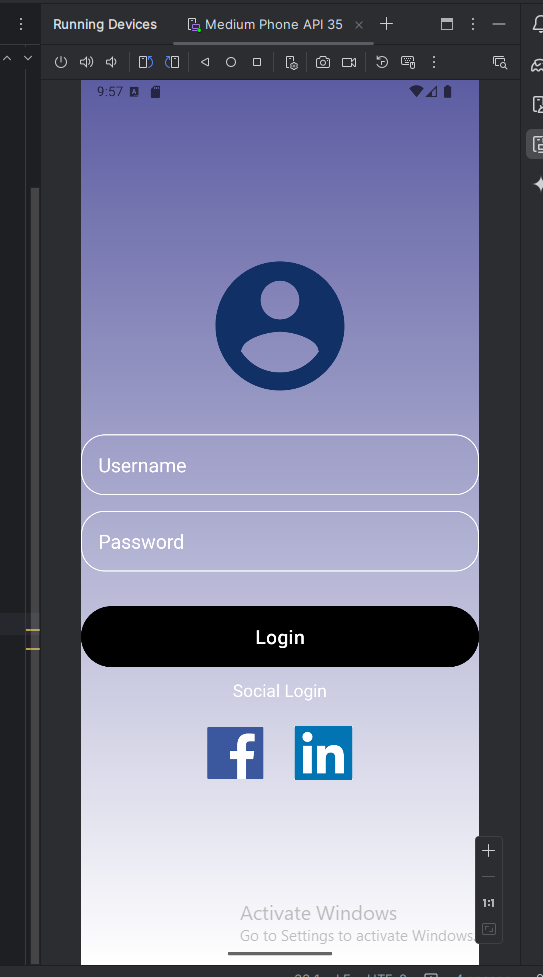 Running Devices
Medium Phone API 35
9:57
A
Username
Password
Login
Social Login
f
in
1:1
Activate Windows
Go to Settings to activate Windows.